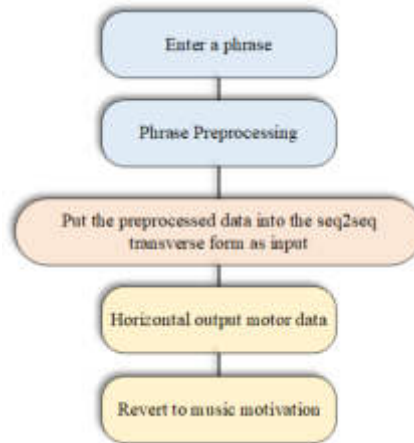 Enter a phrase
Phrase Preprocessing
Put the preprocessed data into the seq2seq
transverse form as input
Horizontal output motor data
Revert to music motivation